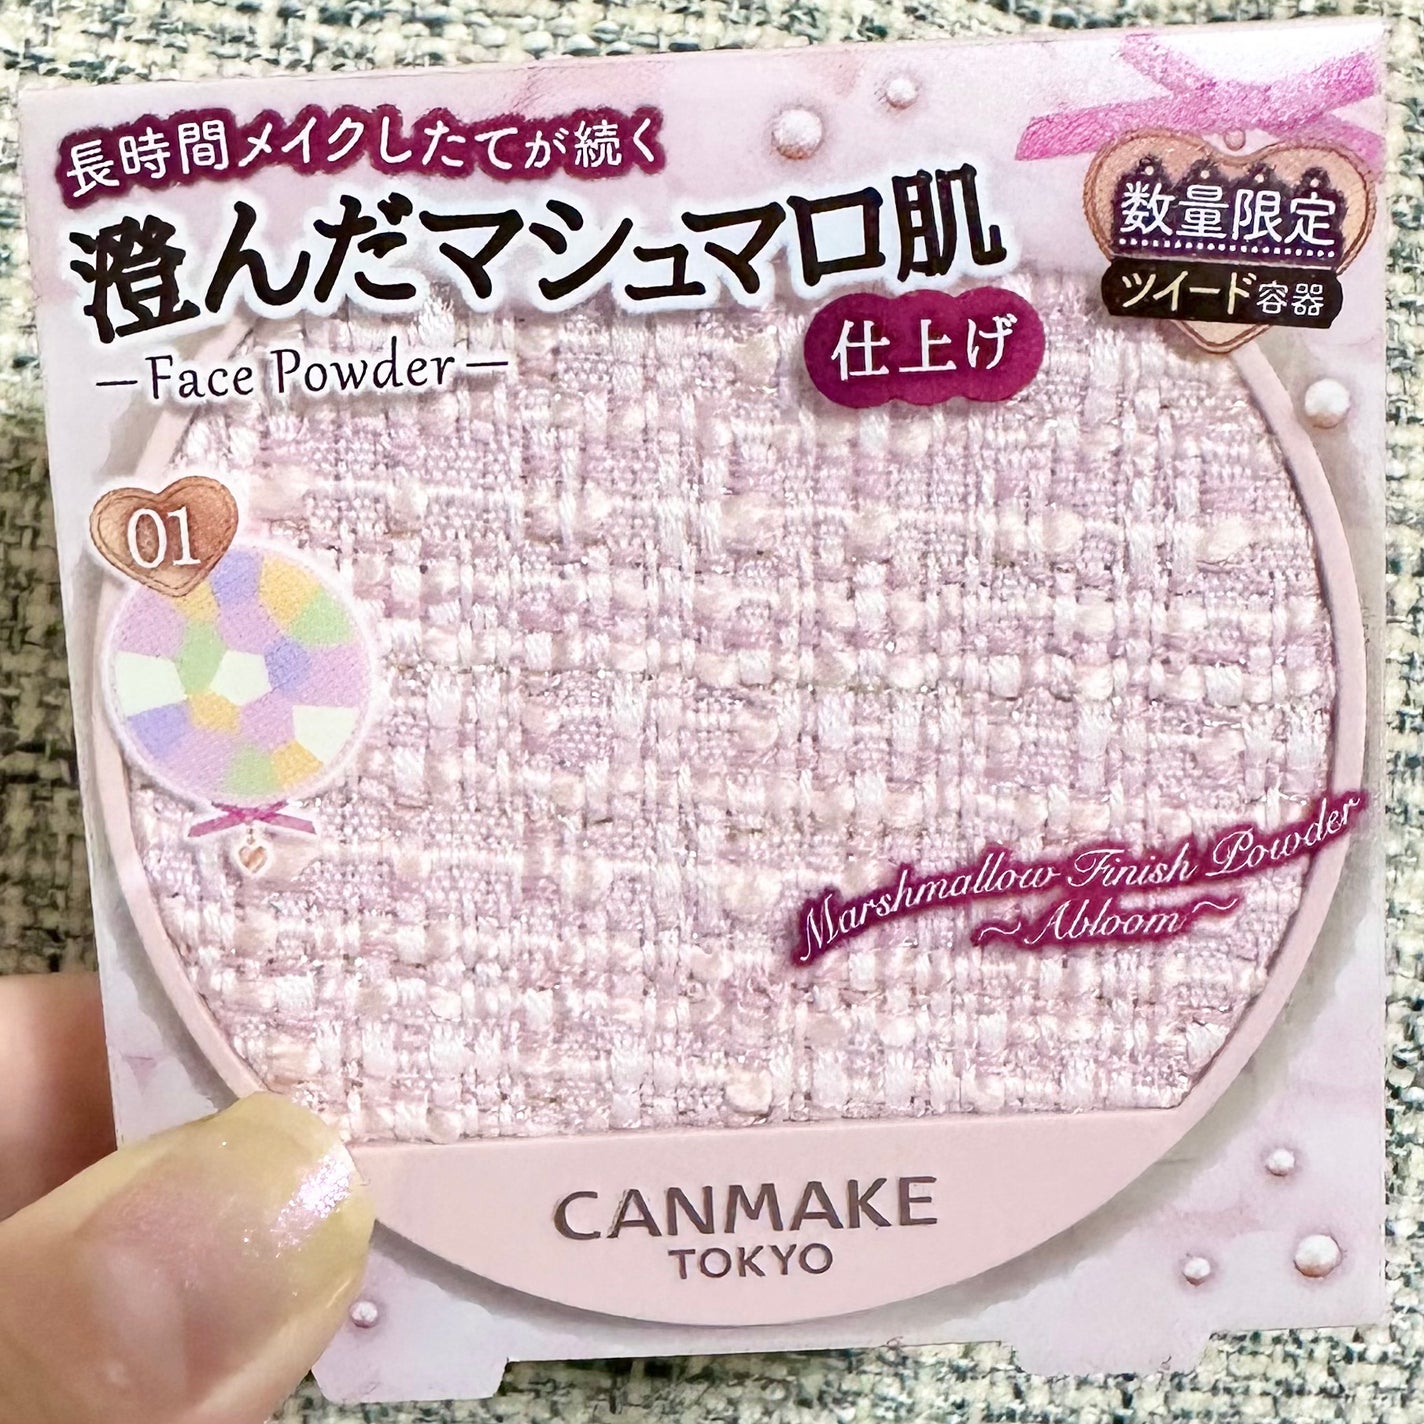 長時間メイクしたてが続く
澄んだマシュマロ肌
仕上げ
—Face Powder—
数量限定
ツイード容器
01
Marshmallow Finish Powder
～Abloom～
CANMAKE
TOKYO